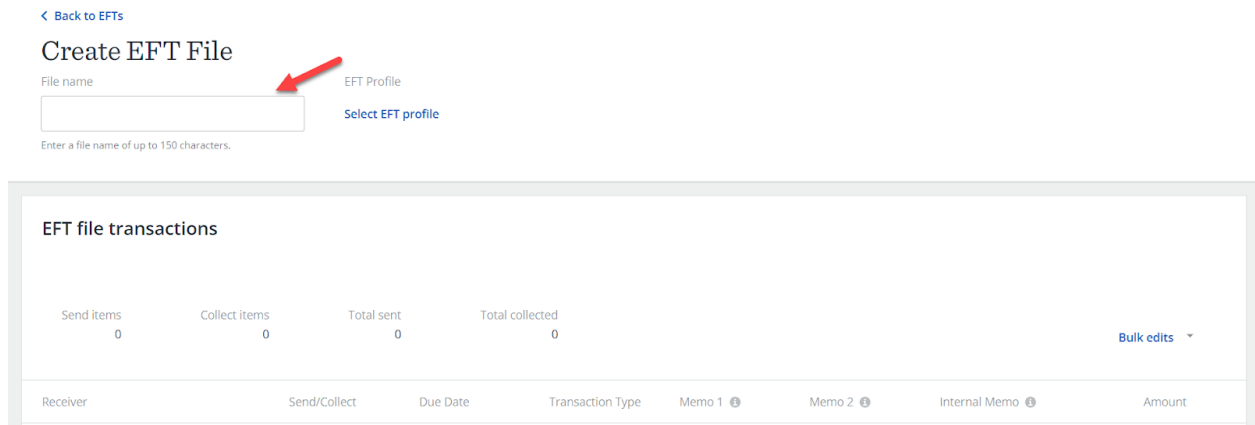 Back to EFTs
Create EFT File
File name EFT Profile
Select EFT profile
Enter a file name of up to 150 characters.
EFT file transactions
Send items Collect items Total sent Total collected
0 0 0 0
Bulk edits
Receiver Send/Collect Due Date Transaction Type Memo 1 Memo 2 Internal Memo Amount